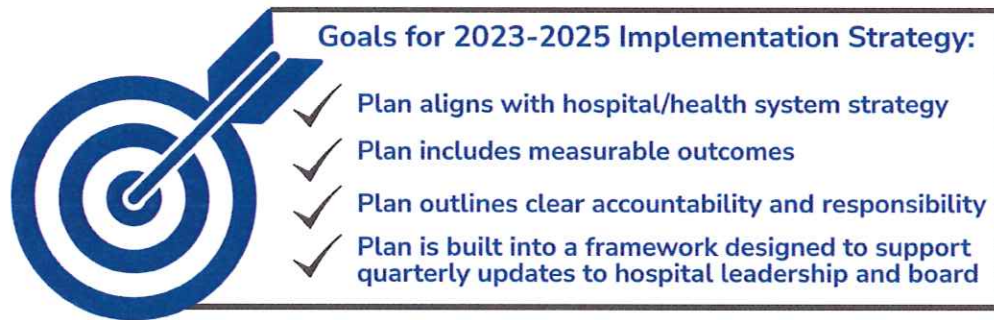 Goals for 2023-2025 Implementation Strategy:
Plan aligns with hospital/health system strategy
Plan includes measurable outcomes
Plan outlines clear accountability and responsibility
Plan is built into a framework designed to support
quarterly updates to hospital leadership and board